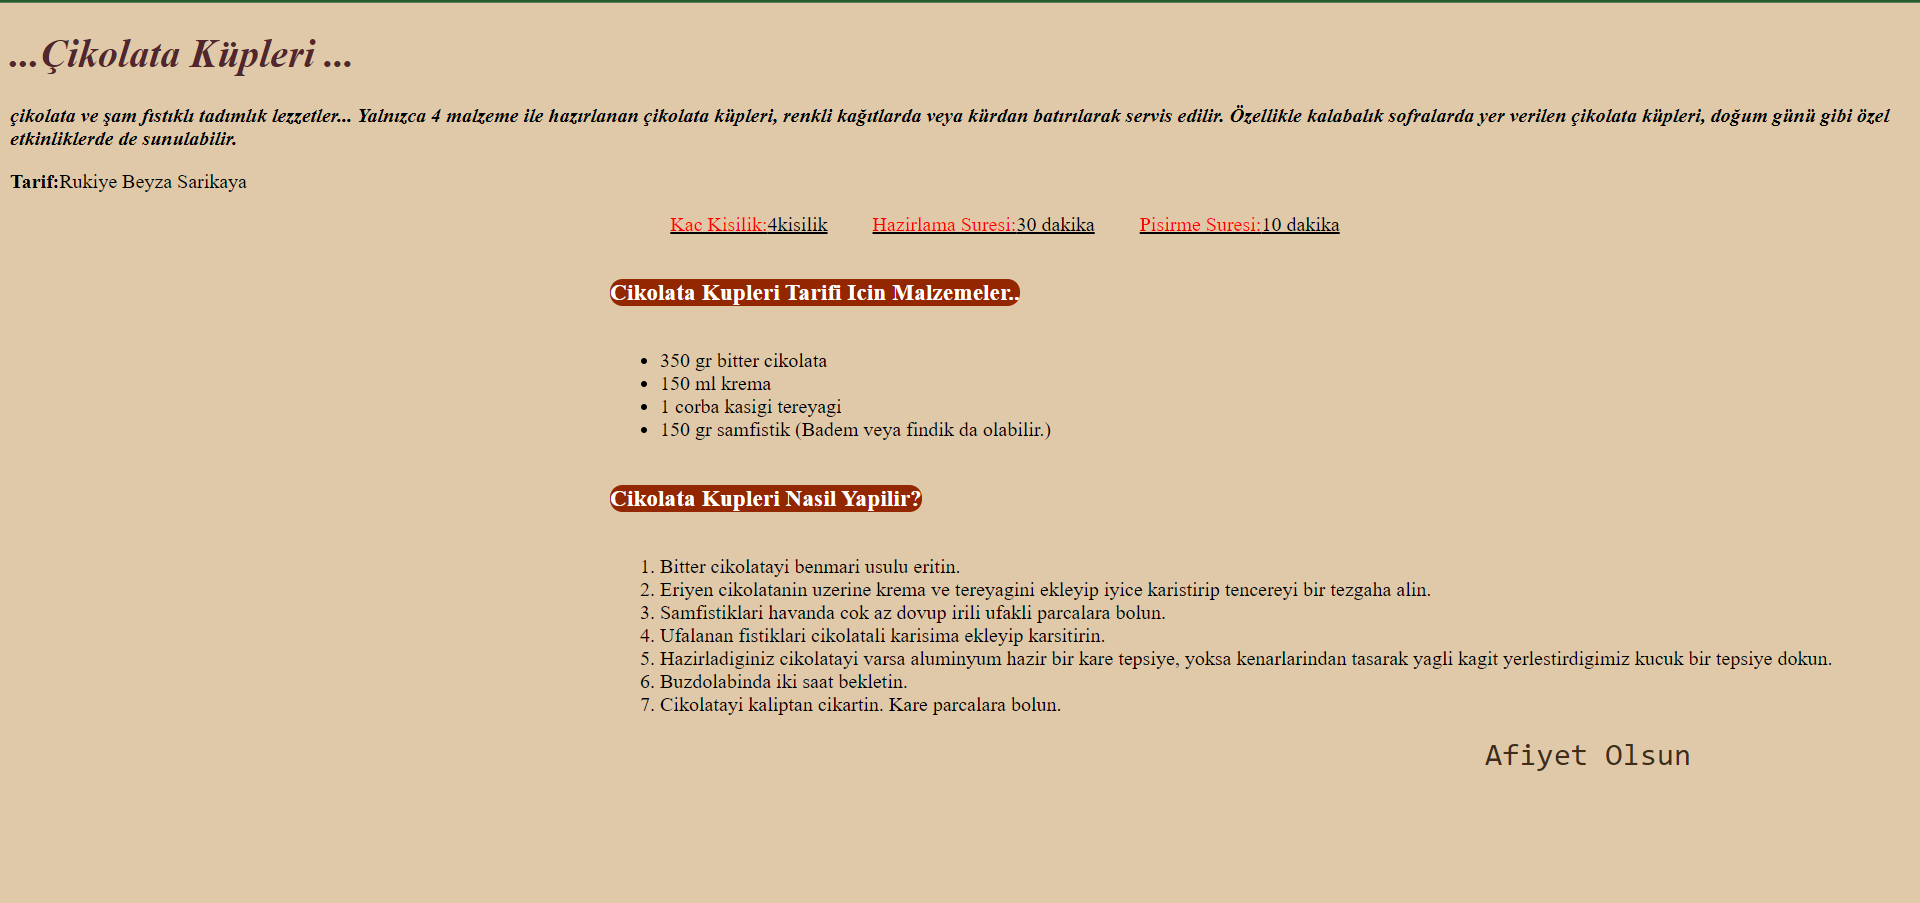 ...Çikolata Küpleri ...
çikolata ve şam fıstıklı tadımlık lezzetler... Yalnızca 4 malzeme ile hazırlanan çikolata küpleri, renkli kağıtlarda veya kürdan batırılarak servis edilir. Özellikle kalabalık sofralarda yer verilen çikolata küpleri, doğum günü gibi özel
etkinliklerde de sunulabilir.
Tarif:Rukiye Beyza Sarikaya
Kac Kisilik:4kisilik Hazirlama Suresi:30 dakika Pisirme Suresi:10 dakika
Cikolata Kupleri Tarifi Icin Malzemeler..
• 350 gr bitter cikolata
• 150 ml krema
• 1 corba kasigi tereyagi
• 150 gr samfistik (Badem veya findik da olabilir.)
Cikolata Kupleri Nasil Yapilir?
1. Bitter cikolatayi benmari usulu eritin.
2. Eriyen cikolatanin uzerine krema ve tereyagini ekleyip iyice karistirip tencereyi bir tezgaha alin.
3. Samfistiklari havanda cok az dovup irili ufakli parcalara bolun.
4. Ufalanan fistiklari cikolatali karisima ekleyip karsitirin.
5. Hazirladiginiz cikolatayi varsa aluminyum hazir bir kare tepsiye, yoksa kenarlarindan tasarak yagli kagit yerlestirdigimiz kucuk bir tepsiye dokun.
6. Buzdolabinda iki saat bekletin.
7. Cikolatayi kaliptan cikartin. Kare parcalara bolun.
Afiyet Olsun